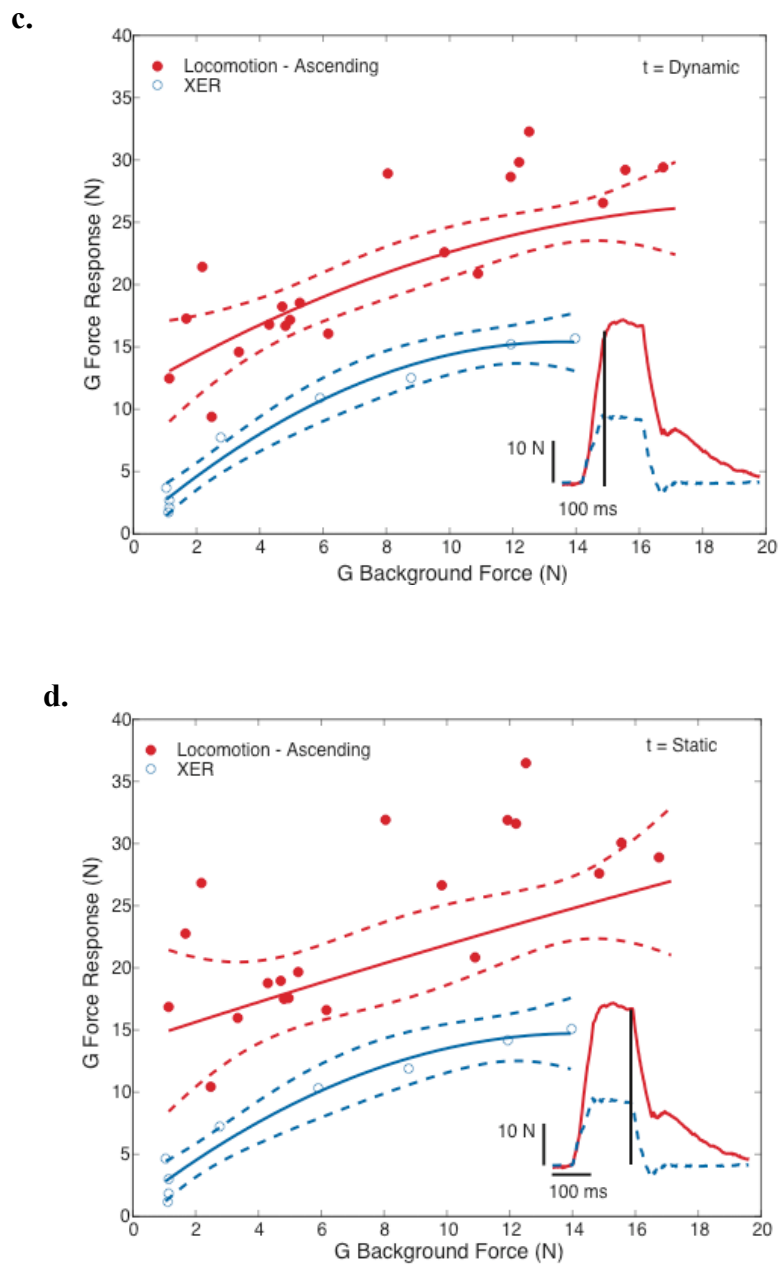 c.
40
35
30
25
20
15
10
5
0
G Force Response (N)
Locomotion - Ascending
XER
t = Dynamic
10 N
100 ms
0 2 4 6 8 10 12 14 16 18 20
G Background Force (N)
d.
40
35
30
25
20
15
10
5
0
G Force Response (N)
Locomotion - Ascending
XER
t = Static
10 N
100 ms
0 2 4 6 8 10 12 14 16 18 20
G Background Force (N)